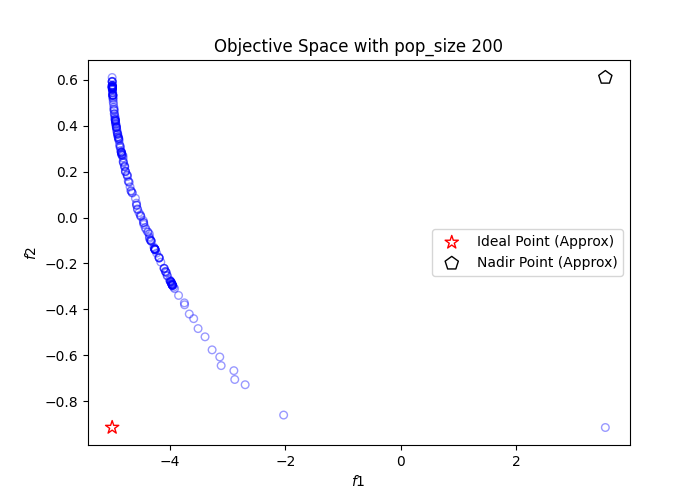 Objective Space with pop_size 200
0.6
0.4
0.2
0.0
−0.2
−0.4
−0.6
−0.8
f2
Ideal Point (Approx)
Nadir Point (Approx)
−4
−2
0
2
f1